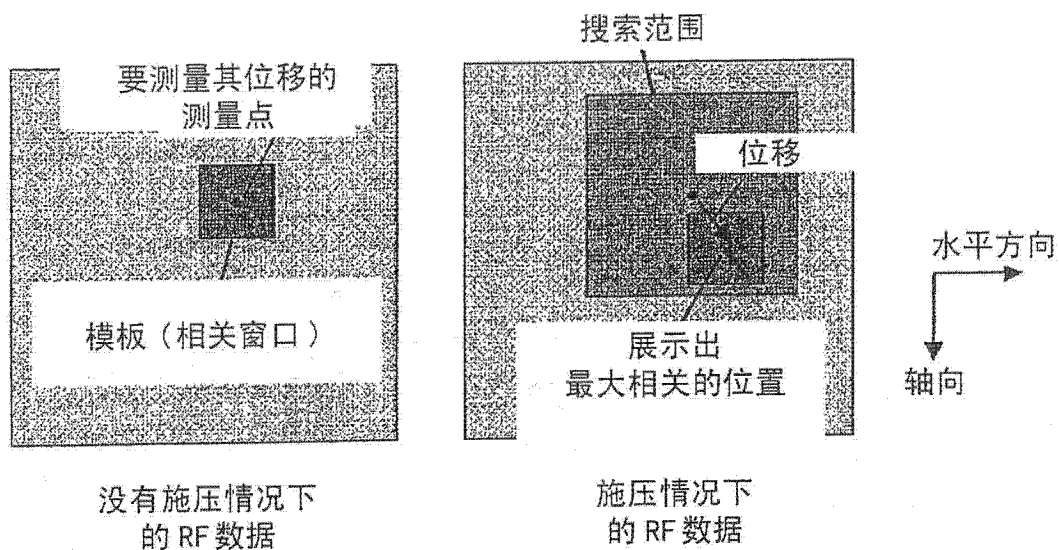 要测量其位移的
测量点
模板（相关窗口）
没有施压情况下
的 RF 数据
搜索范围
位移
展示出
最大相关的位置
施压情况下
的 RF 数据
水平方向
轴向